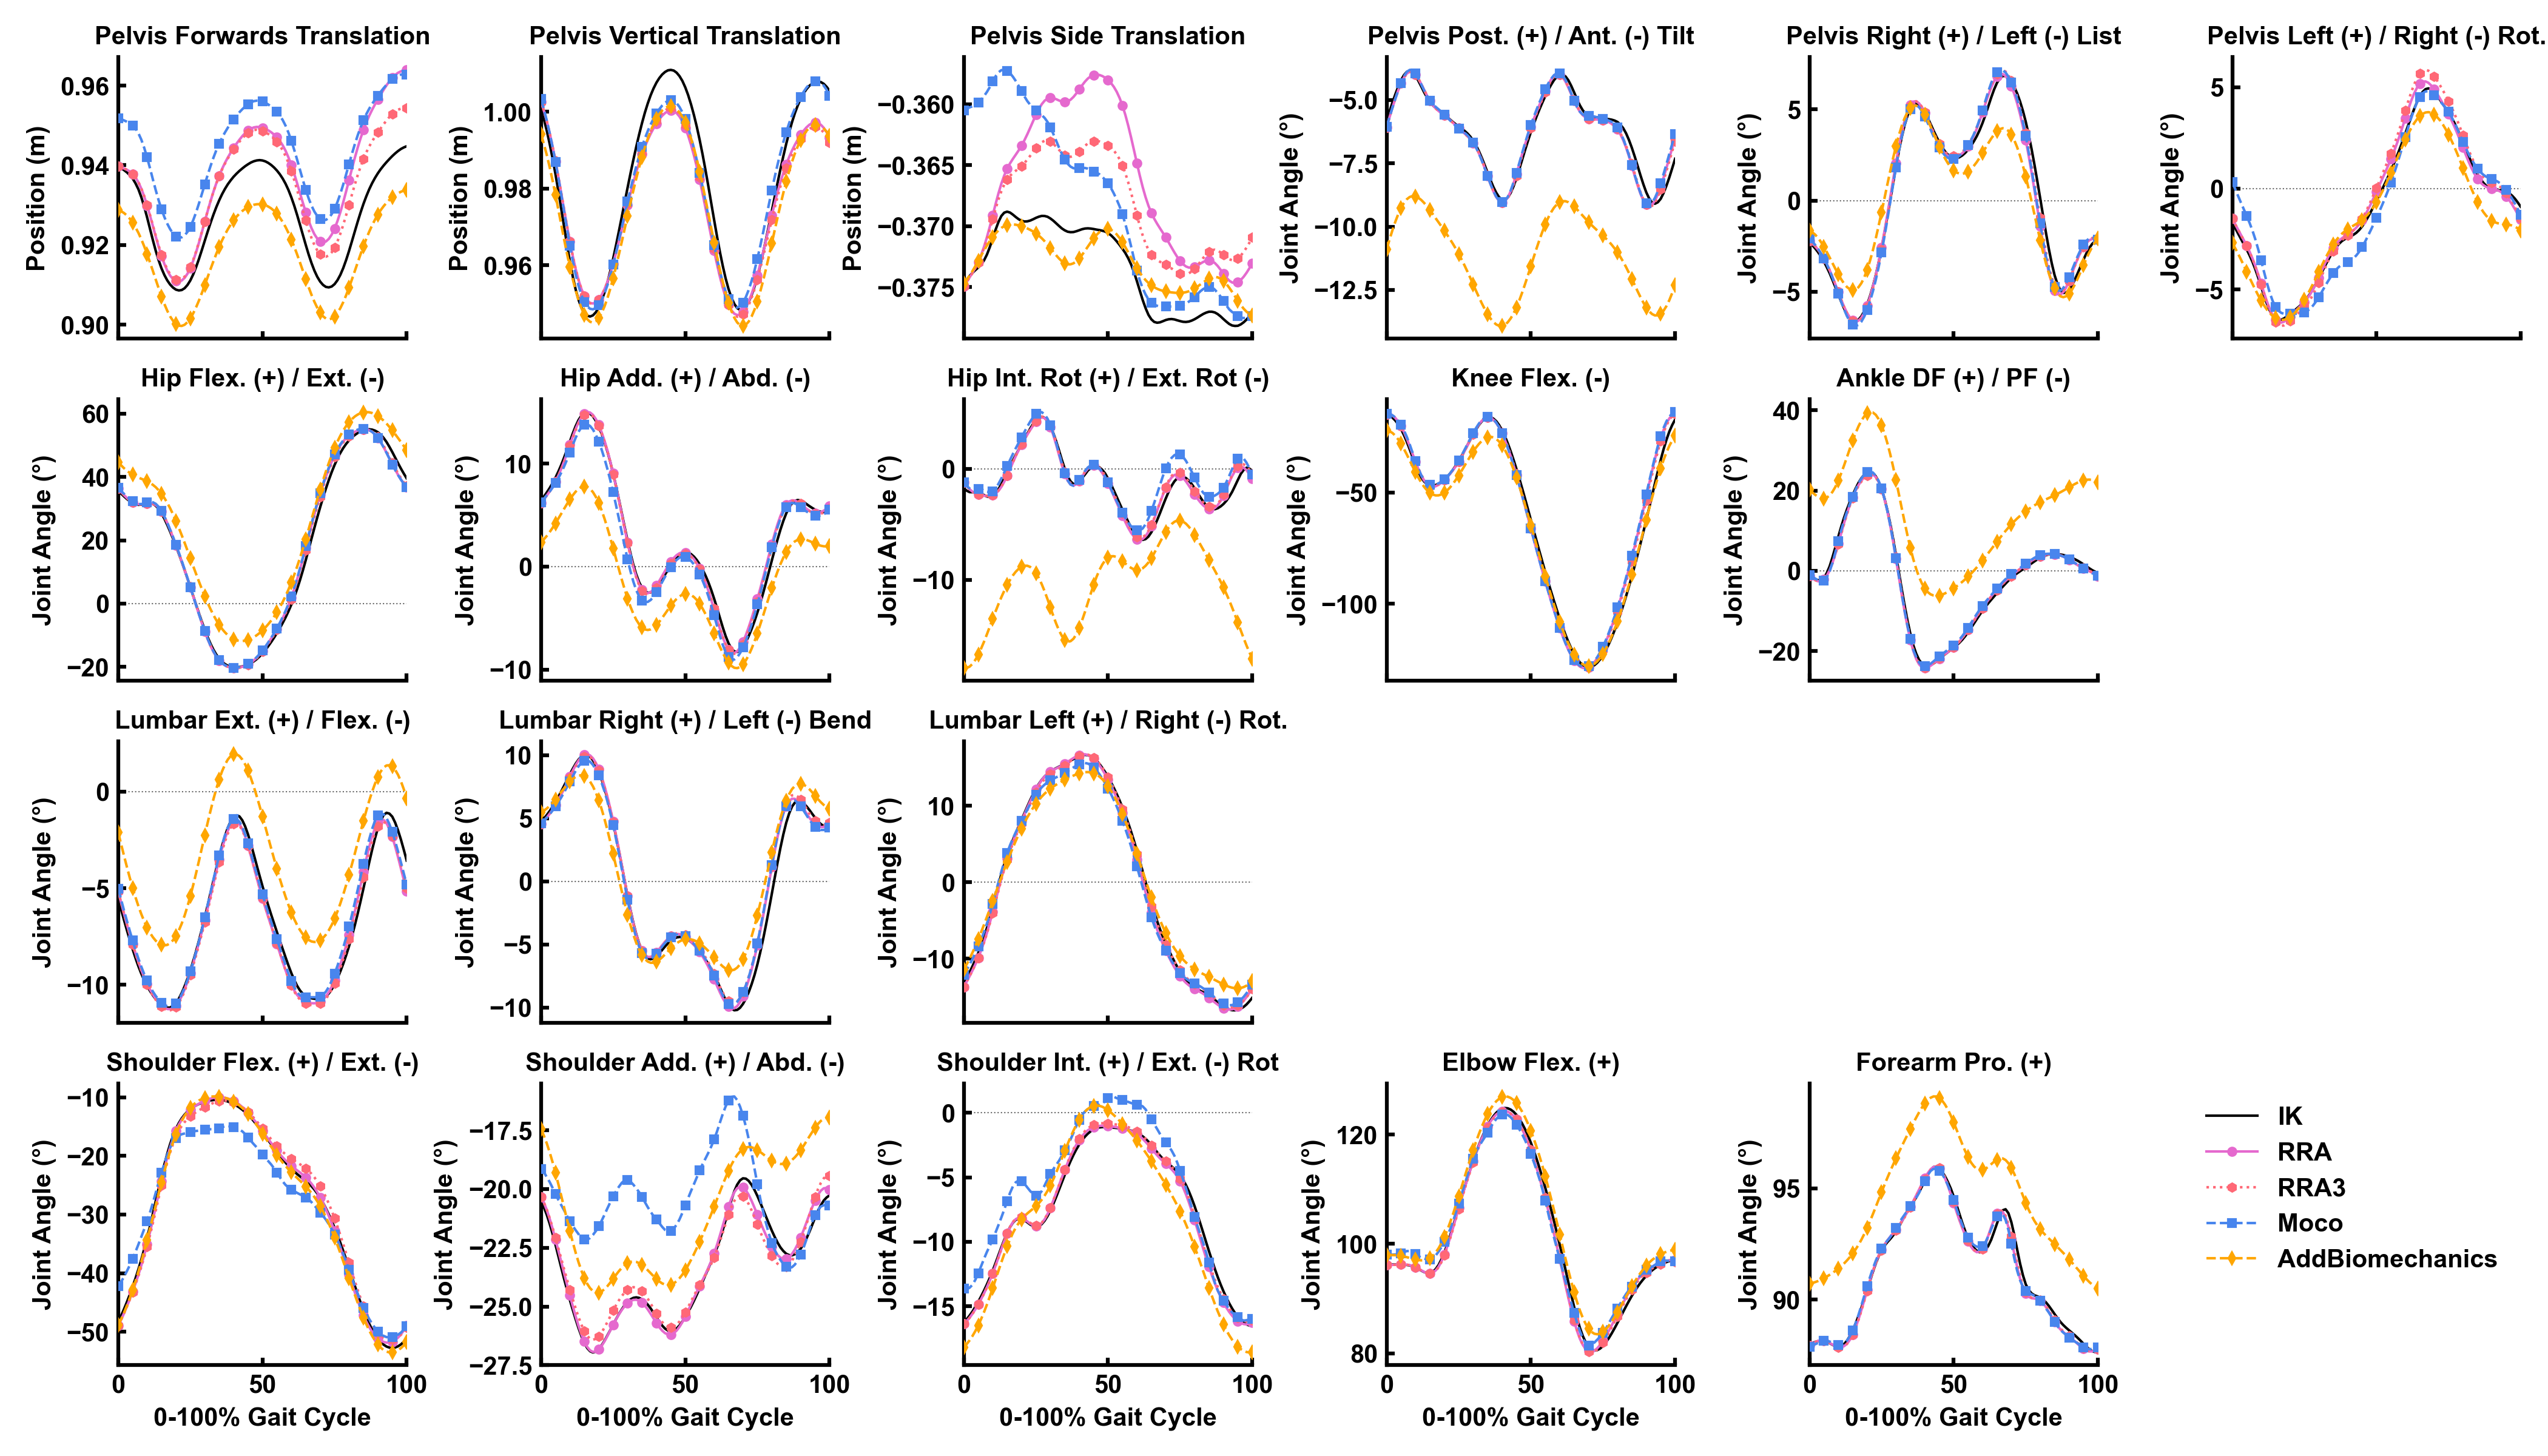 Pelvis Forwards Translation
Pelvis Vertical Translation
Pelvis Side Translation
Pelvis Post. (+) / Ant. (-) Tilt
Pelvis Right (+) / Left (-) List
Pelvis Left (+) / Right (-) Rot.
Position (m)
0.96
0.94
0.92
0.90
Position (m)
1.00
0.98
0.96
Position (m)
−0.360
−0.365
−0.370
−0.375
Joint Angle (°)
−5.0
−7.5
−10.0
−12.5
Joint Angle (°)
5
0
−5
Joint Angle (°)
5
0
−5
Hip Flex. (+) / Ext. (-)
Hip Add. (+) / Abd. (-)
Hip Int. Rot (+) / Ext. Rot (-)
Knee Flex. (-)
Ankle DF (+) / PF (-)
Joint Angle (°)
60
40
20
0
−20
Joint Angle (°)
10
0
−10
Joint Angle (°)
0
−10
Joint Angle (°)
−50
−100
Joint Angle (°)
40
20
0
−20
Lumbar Ext. (+) / Flex. (-)
Lumbar Right (+) / Left (-) Bend
Lumbar Left (+) / Right (-) Rot.
Joint Angle (°)
0
−5
−10
Joint Angle (°)
10
5
0
−5
−10
Joint Angle (°)
10
0
−10
Shoulder Flex. (+) / Ext. (-)
Shoulder Add. (+) / Abd. (-)
Shoulder Int. (+) / Ext. (-) Rot
Elbow Flex. (+)
Forearm Pro. (+)
Joint Angle (°)
−10
−20
−30
−40
−50
0 50 100
0-100% Gait Cycle
Joint Angle (°)
−17.5
−20.0
−22.5
−25.0
−27.5
0 50 100
0-100% Gait Cycle
Joint Angle (°)
0
−5
−10
−15
0 50 100
0-100% Gait Cycle
Joint Angle (°)
120
100
80
0 50 100
0-100% Gait Cycle
Joint Angle (°)
95
90
0 50 100
0-100% Gait Cycle
IK
RRA
RRA3
Moco
AddBiomechanics